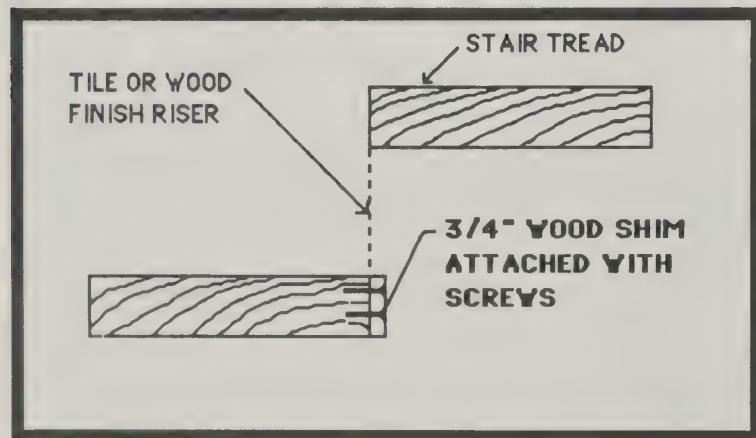 STAIR TREAD
TILE OR WOOD
FINISH RISER
3/4" WOOD SHIM
ATTACHED WITH
SCREWS